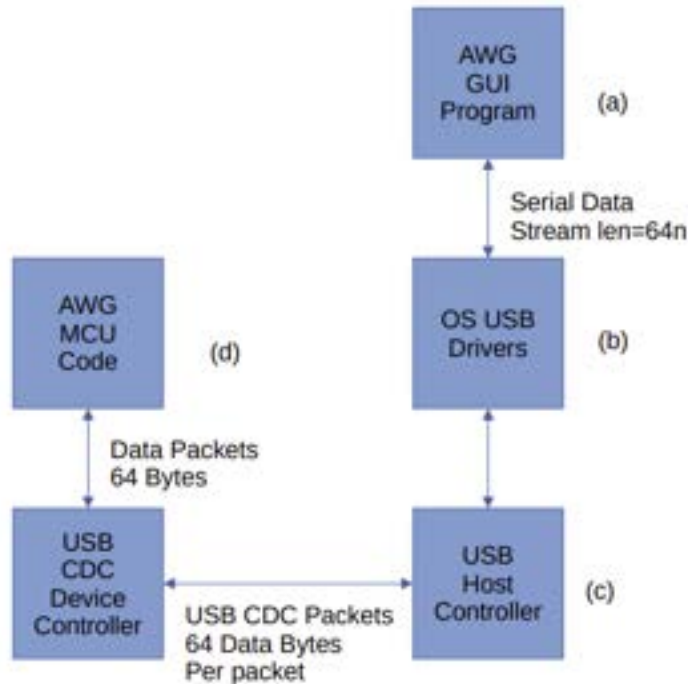 AWG
GUI
Program
(a)
Serial Data
Stream len=64n
AWG
MCU
Code
(d)
OS USB
Drivers
(b)
Data Packets
64 Bytes
USB
CDC
Device
Controller
USB CDC Packets
64 Data Bytes
Per packet
USB
Host
Controller
(c)